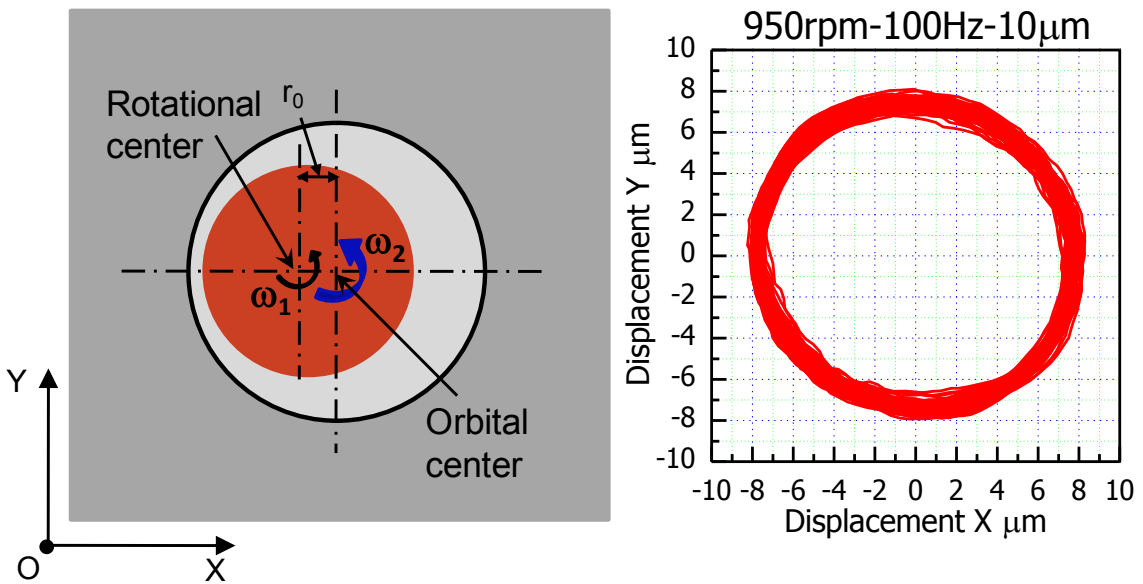 r₀
Rotational
center
ω₂
ω₁
Orbital
center
Y
O
X
950rpm-100Hz-10μm
Displacement Y μm
10
8
6
4
2
0
-2
-4
-6
-8
-10
-10 -8 -6 -4 -2 0 2 4 6 8 10
Displacement X μm